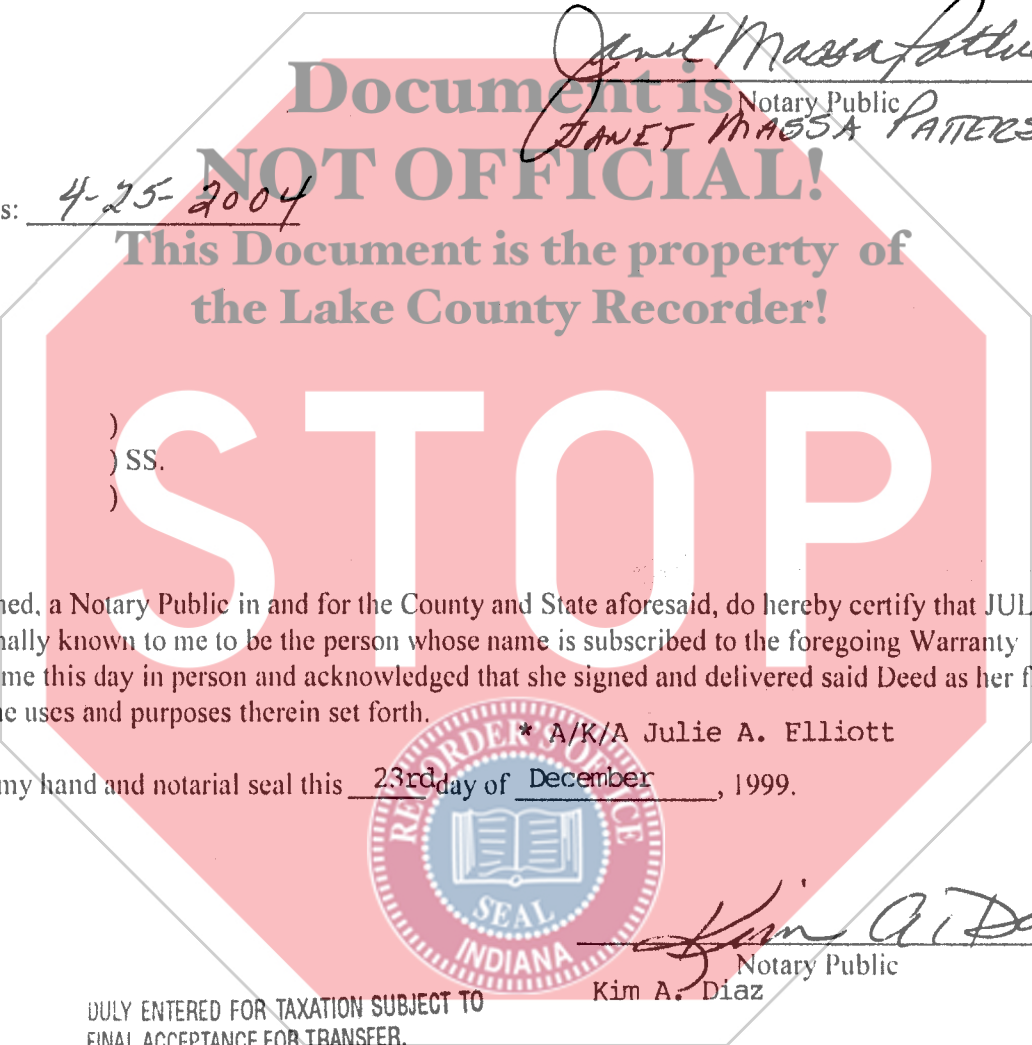 Janet Massa
Document is
Notary Public
JANET MASSA PATTERS
NOT OFFICIAL!
s: 4-25-2004
This Document is the property of
the Lake County Recorder!
)
) SS.
)
STOP
ned, a Notary Public in and for the County and State aforesaid, do hereby certify that JUL
nally known to me to be the person whose name is subscribed to the foregoing Warranty
me this day in person and acknowledged that she signed and delivered said Deed as her f
e uses and purposes therein set forth.
* A/K/A Julie A. Elliott
my hand and notarial seal this 23rd day of December, 1999.
RECORDER'S OFFICE
SEAL
INDIANA
Kim A.
Notary Public
Kim A. Diaz
DULY ENTERED FOR TAXATION SUBJECT TO
FINAL ACCEPTANCE FOR TRANSFER.